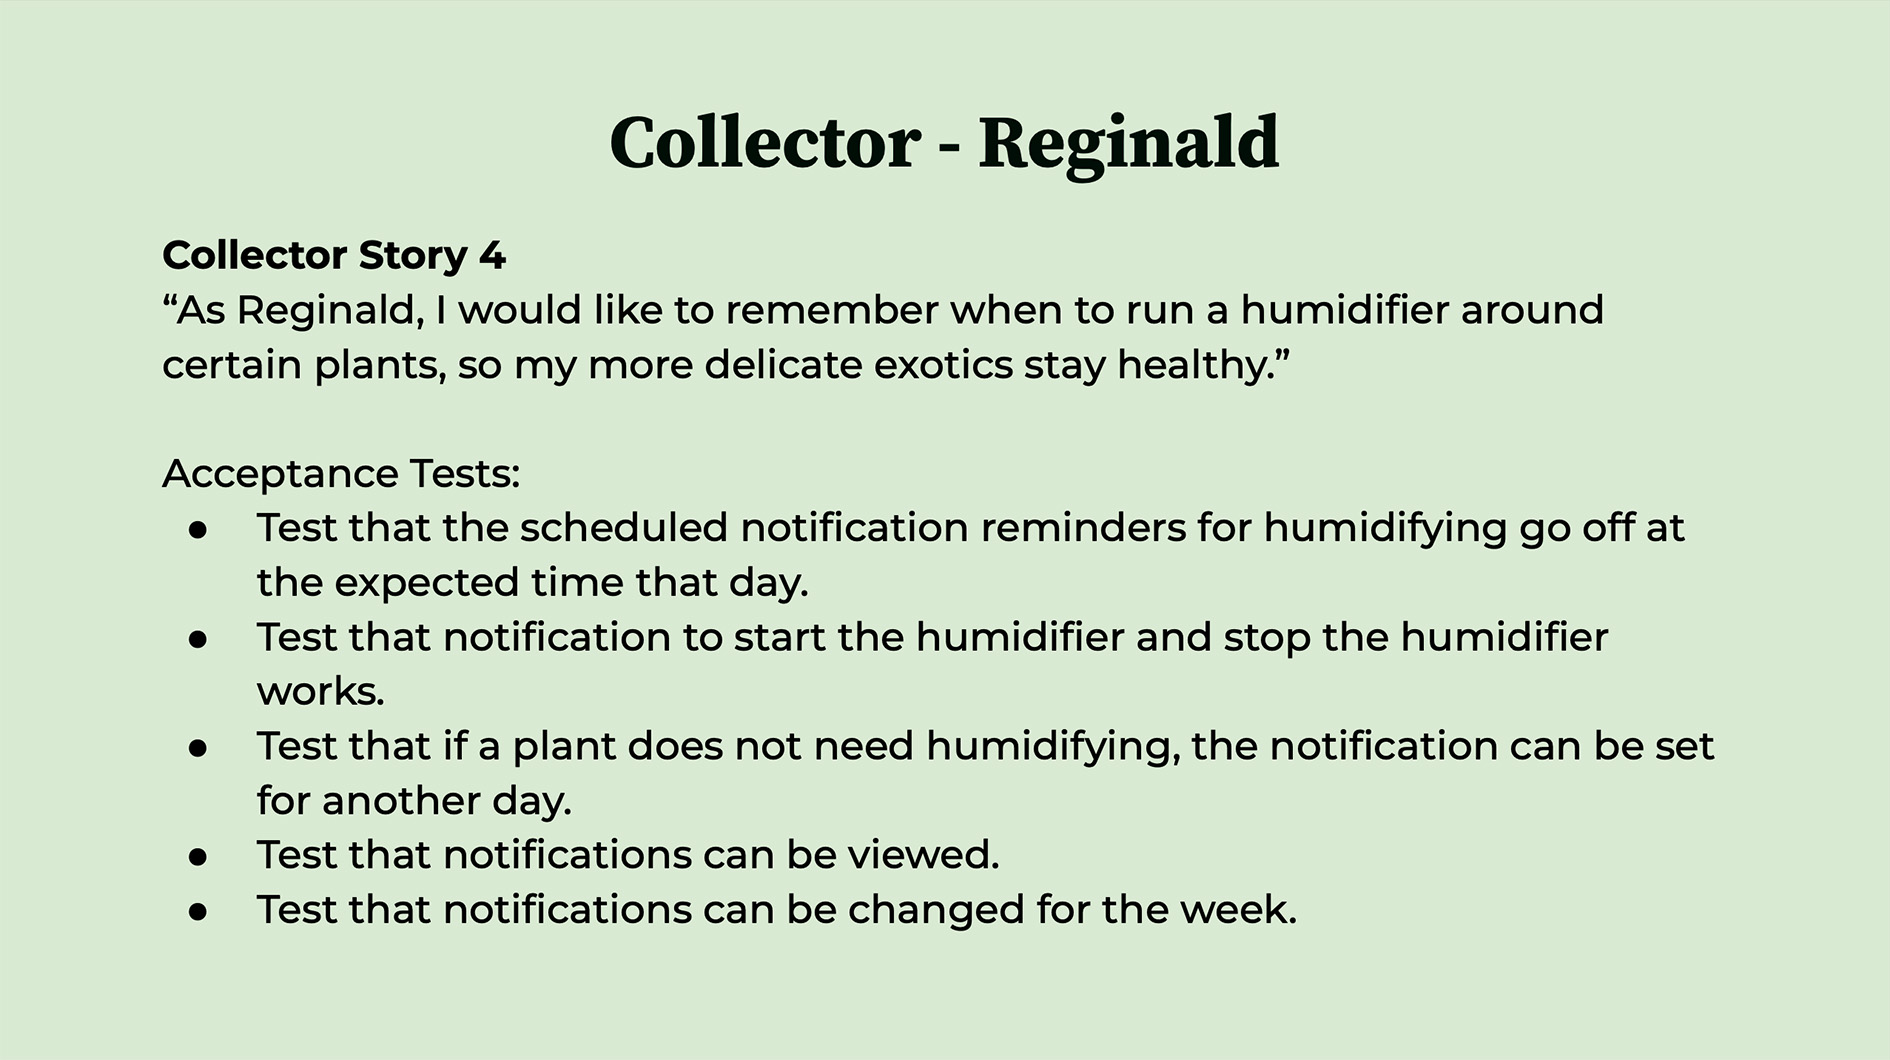 Collector - Reginald
Collector Story 4
“As Reginald, I would like to remember when to run a humidifier around
certain plants, so my more delicate exotics stay healthy.”
Acceptance Tests:
● Test that the scheduled notification reminders for humidifying go off at
the expected time that day.
● Test that notification to start the humidifier and stop the humidifier
works.
● Test that if a plant does not need humidifying, the notification can be set
for another day.
● Test that notifications can be viewed.
● Test that notifications can be changed for the week.